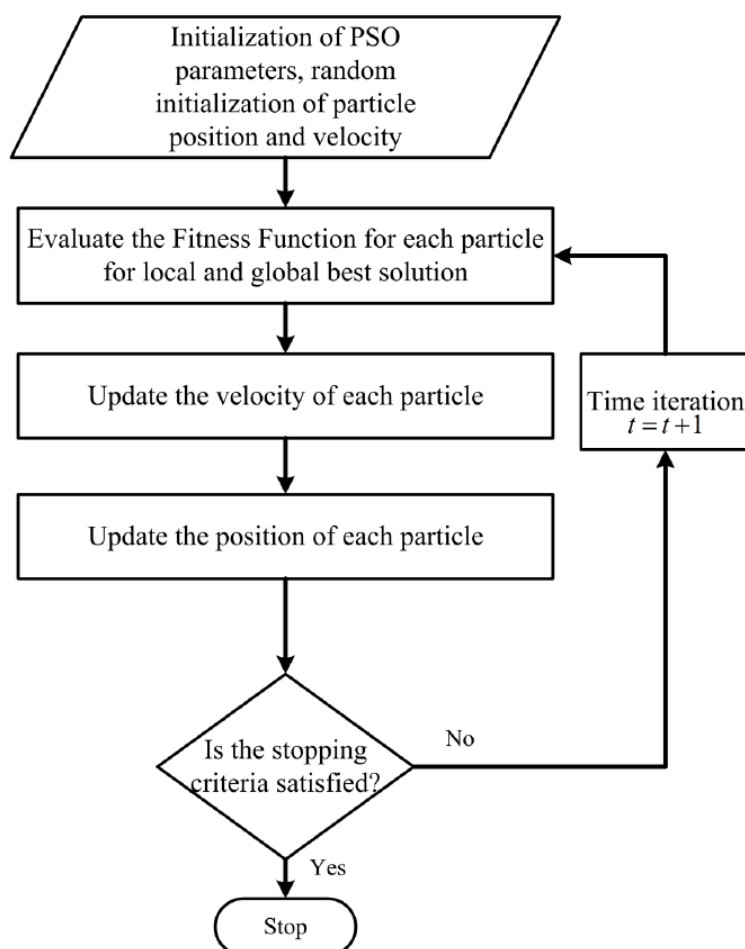 Initialization of PSO
parameters, random
initialization of particle
position and velocity
Evaluate the Fitness Function for each particle
for local and global best solution
Update the velocity of each particle
Time iteration
t = t+1
Update the position of each particle
Is the stopping
criteria satisfied?
No
Yes
Stop